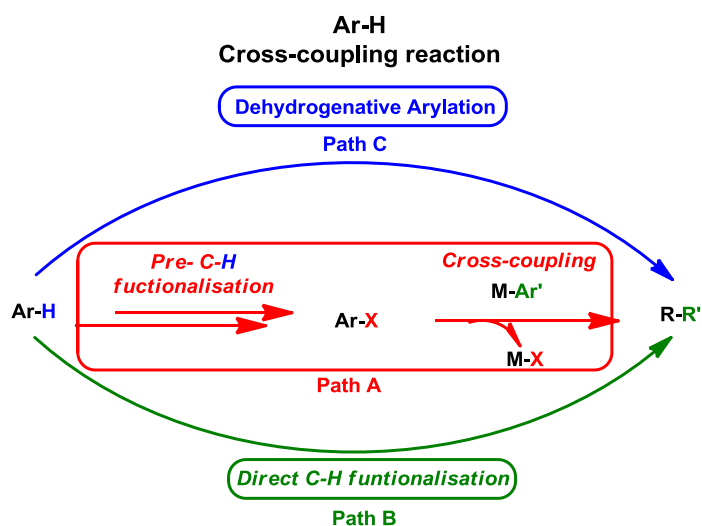 Ar-H
Cross-coupling reaction
Dehydrogenative Arylation
Path C
Pre- C-H
fuctionalisation
Cross-coupling
M-Ar'
Ar-H
Ar-X
R-R'
M-X
Path A
Direct C-H funtionalisation
Path B